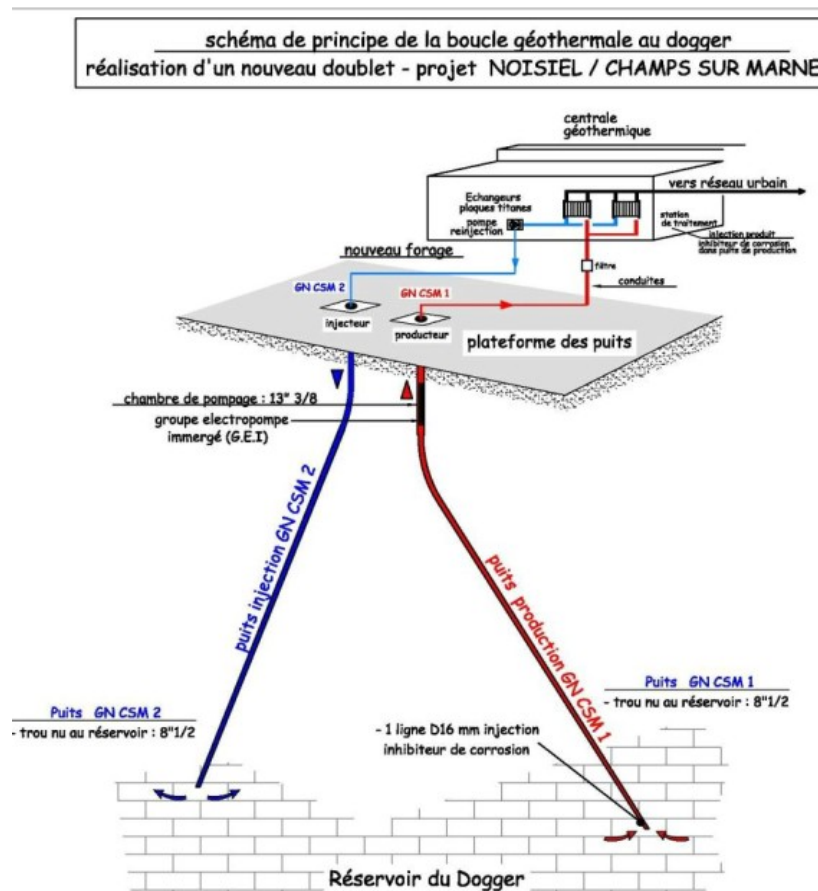 schéma de principe de la boucle géothermale au dogger
réalisation d'un nouveau doublet - projet NOISIEL / CHAMPS SUR MARNE
centrale
géothermique
vers réseau urbain
Echangeurs
plaques titanes
pompe
reinjection
station
de traitement
injection produit
inhibiteur de corrosion
dans puits de production
nouveau forage
filtre
conduites
GN CSM 2
GN CSM 1
injecteur
producteur
plateforme des puits
chambre de pompage : 13" 3/8
groupe electropompe
immergé (G.E.I)
puits injection GN CSM 2
puits production GN CSM 1
Puits GN CSM 2
- trou nu au réservoir : 8"1/2
Puits GN CSM 1
- trou nu au réservoir : 8"1/2
- 1 ligne D16 mm injection
inhibiteur de corrosion
Réservoir du Dogger